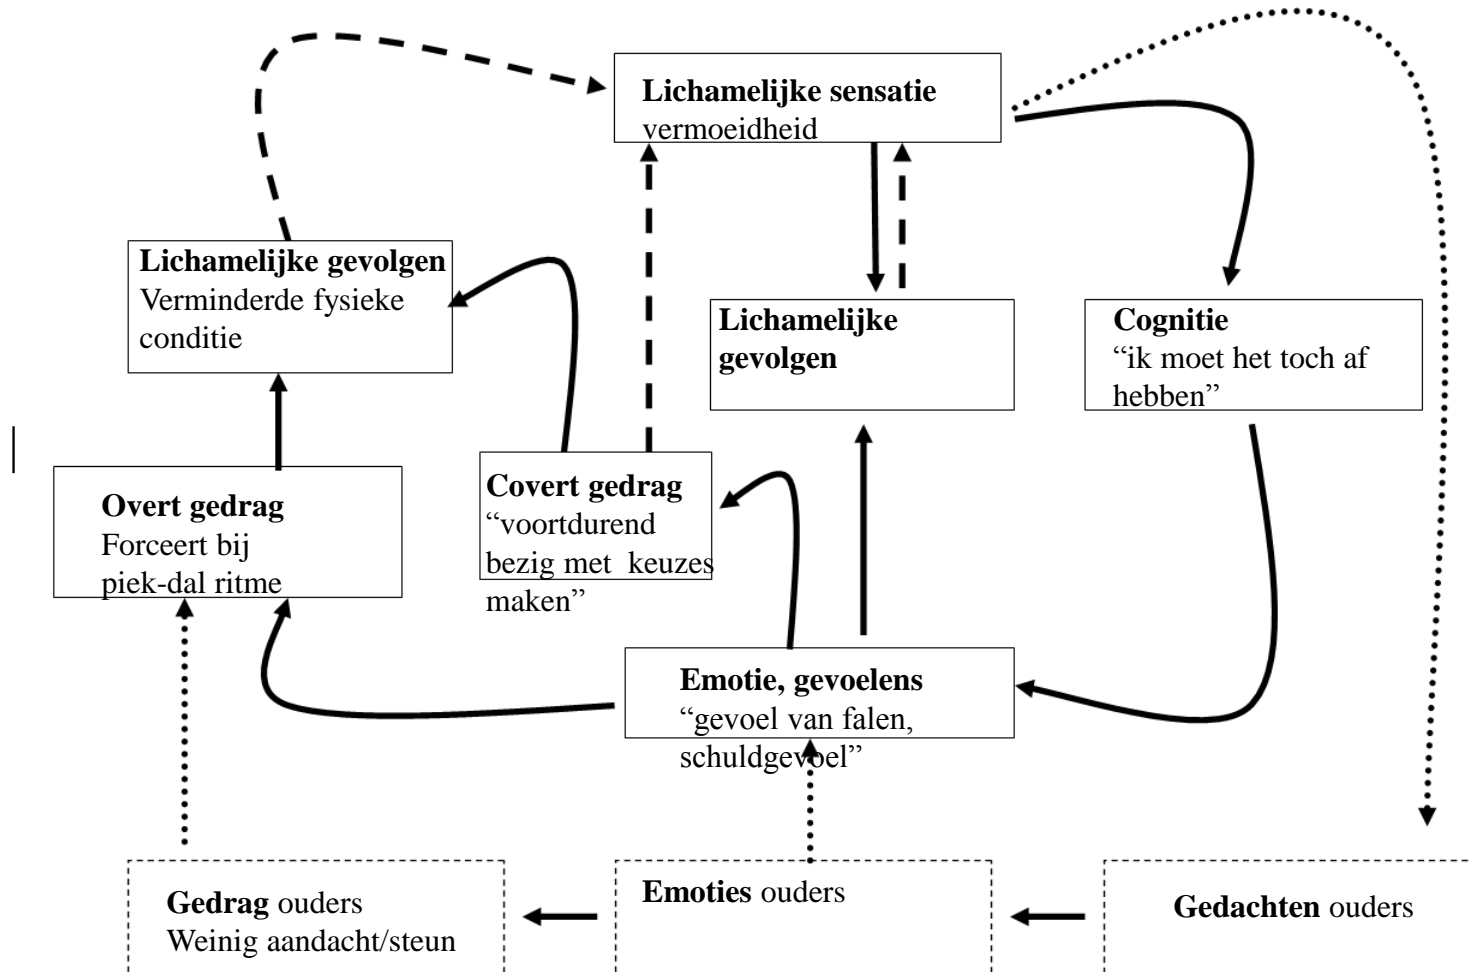 Lichamelijke sensatie
vermoeidheid
Lichamelijke gevolgen
Verminderde fysieke
conditie
Lichamelijke
gevolgen
Cognitie
“ik moet het toch af
hebben”
Overt gedrag
Forceert bij
piek-dal ritme
Covert gedrag
“voortdurend
bezig met keuzes
maken”
Emotie, gevoelens
“gevoel van falen,
schuldgevoel”
Gedrag ouders
Weinig aandacht/steun
Emoties ouders
Gedachten ouders